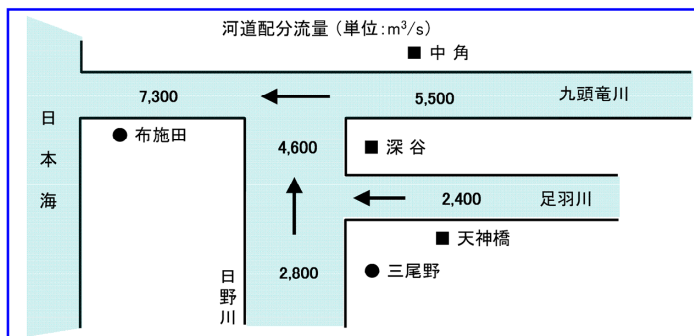 河道配分流量（単位：m³/s）
■ 中 角
7,300
5,500
九頭竜川
日本海
● 布施田
4,600
■ 深 谷
2,400
足羽川
■ 天神橋
日野川
2,800
● 三尾野